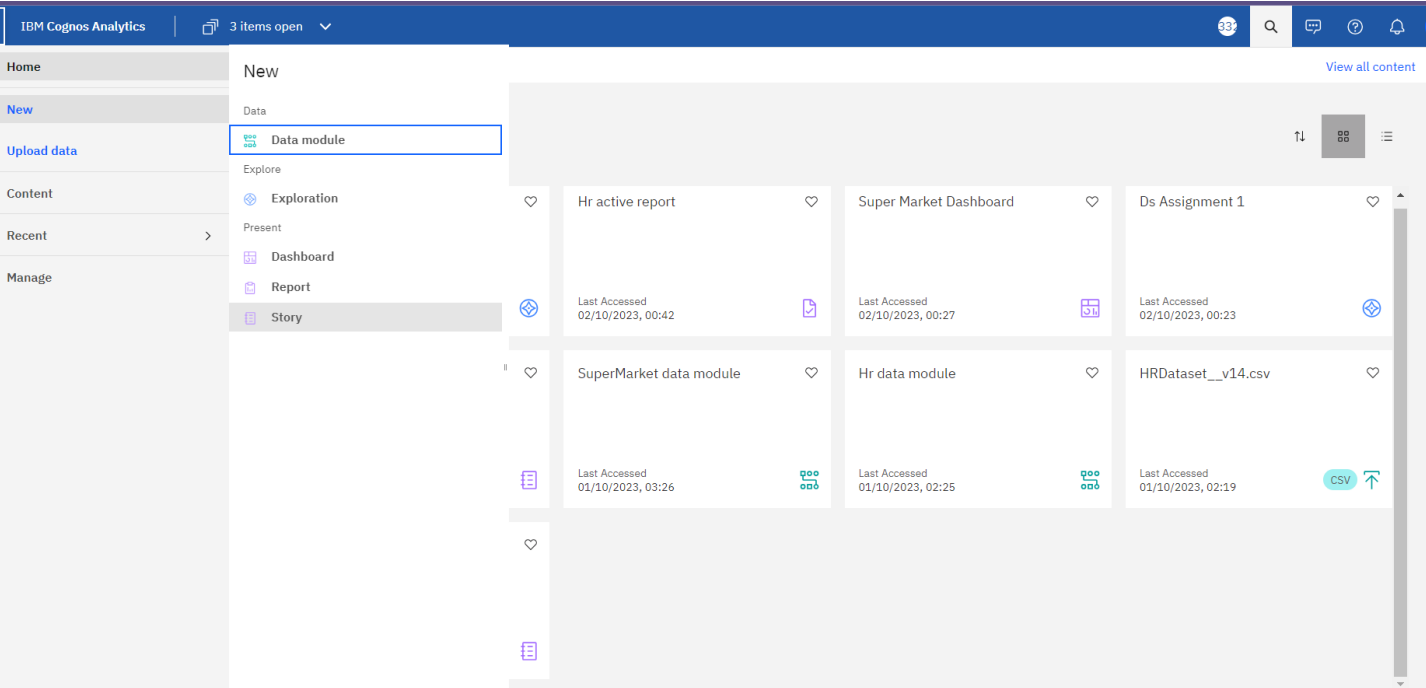 IBM Cognos Analytics
3 items open
332
Home
New
Upload data
Content
Recent
Manage
New
Data
Data module
Explore
Exploration
Present
Dashboard
Report
Story
View all content
Hr active report
Last Accessed
02/10/2023, 00:42
Super Market Dashboard
Last Accessed
02/10/2023, 00:27
Ds Assignment 1
Last Accessed
02/10/2023, 00:23
SuperMarket data module
Last Accessed
01/10/2023, 03:26
Hr data module
Last Accessed
01/10/2023, 02:25
HRDataset__v14.csv
Last Accessed
01/10/2023, 02:19
CSV